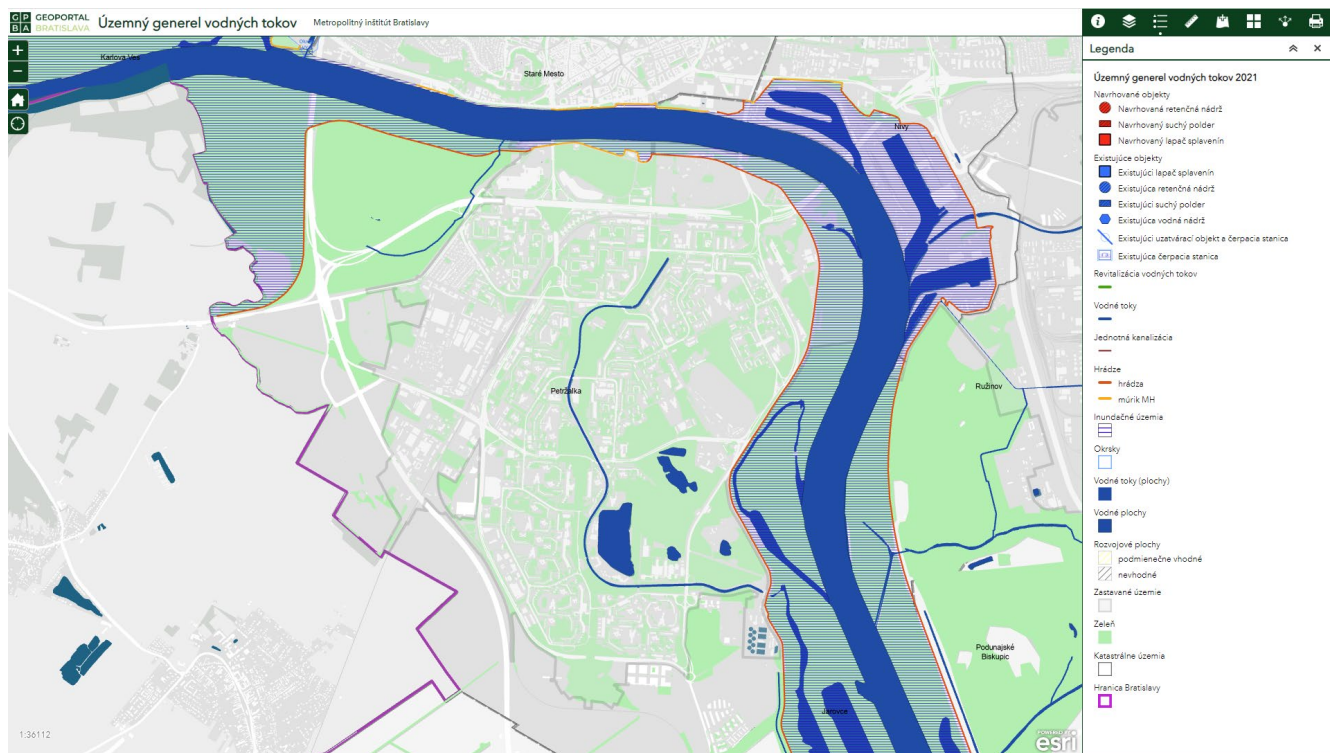 GP
BA
GEOPORTAL
BRATISLAVA
Územný generel vodných tokov
Metropolitný inštitút Bratislavy
Karlova Ves
Staré Mesto
Nivy
Petržalka
Ružinov
Podunajské
Biskupic
Jarovce
1:36112
POWERED BY
esri
Legenda
Územný generel vodných tokov 2021
Navrhované objekty
Navrhovaná retenčná nádrž
Navrhovaný suchý polder
Navrhovaný lapač splavenín
Existujúce objekty
Existujúci lapač splavenín
Existujúca retenčná nádrž
Existujúci suchý polder
Existujúca vodná nádrž
Existujúci uzatvárací objekt a čerpacia stanica
Existujúca čerpacia stanica
Revitalizácia vodných tokov
Vodné toky
Jednotná kanalizácia
Hrádze
hrádza
múrik MH
Inundačné územia
Okrsky
Vodné toky (plochy)
Vodné plochy
Rozvojové plochy
podmienečne vhodné
nevhodné
Zastavané územie
Zeleň
Katastrálne územia
Hranica Bratislavy